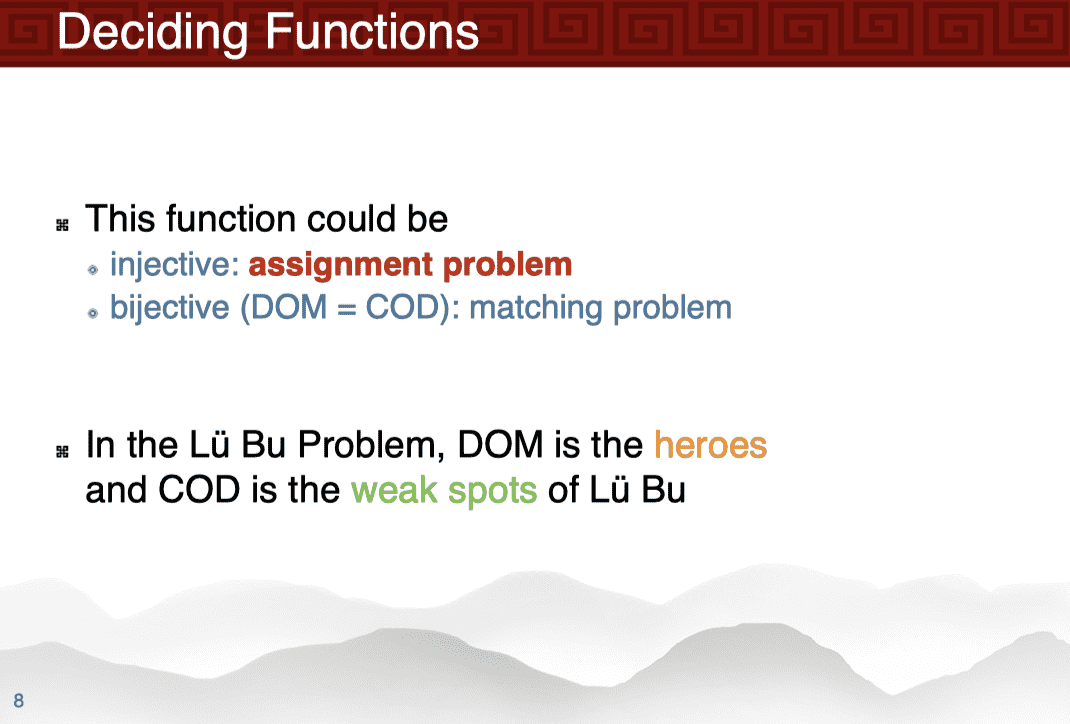 Deciding Functions
This function could be
injective: assignment problem
bijective (DOM = COD): matching problem
In the Lü Bu Problem, DOM is the heroes
and COD is the weak spots of Lü Bu
8